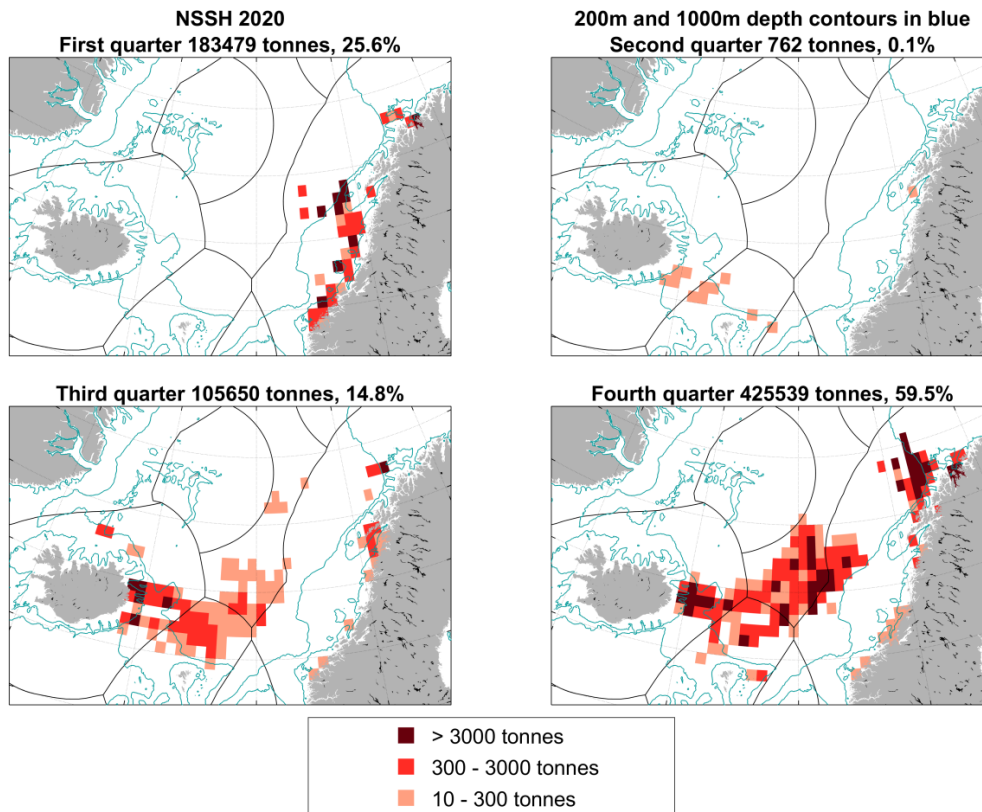 NSSH 2020
First quarter 183479 tonnes, 25.6%
200m and 1000m depth contours in blue
Second quarter 762 tonnes, 0.1%
Third quarter 105650 tonnes, 14.8%
Fourth quarter 425539 tonnes, 59.5%
> 3000 tonnes
300 - 3000 tonnes
10 - 300 tonnes